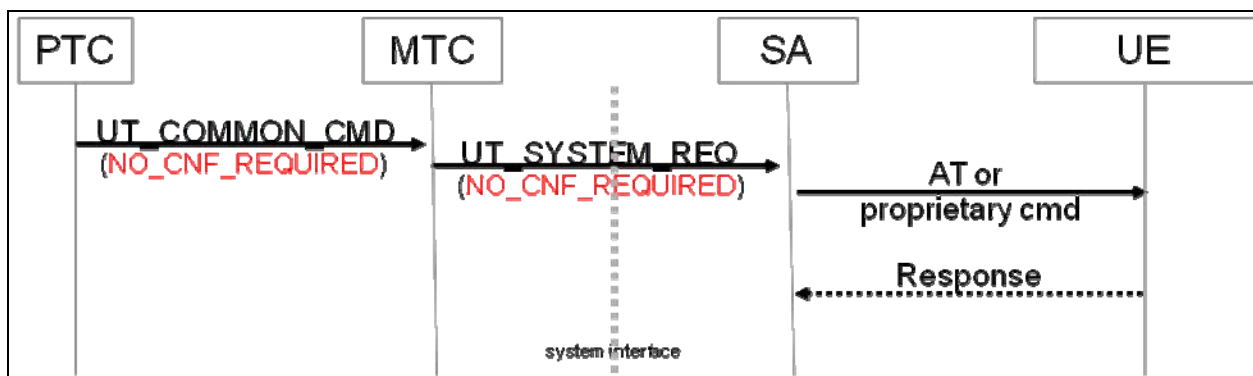 PTC
MTC
SA
UE
UT_COMMON_CMD
(NO_CNF_REQUIRED)
UT_SYSTEM_REQ
(NO_CNF_REQUIRED)
AT or
proprietary cmd
Response
system interface